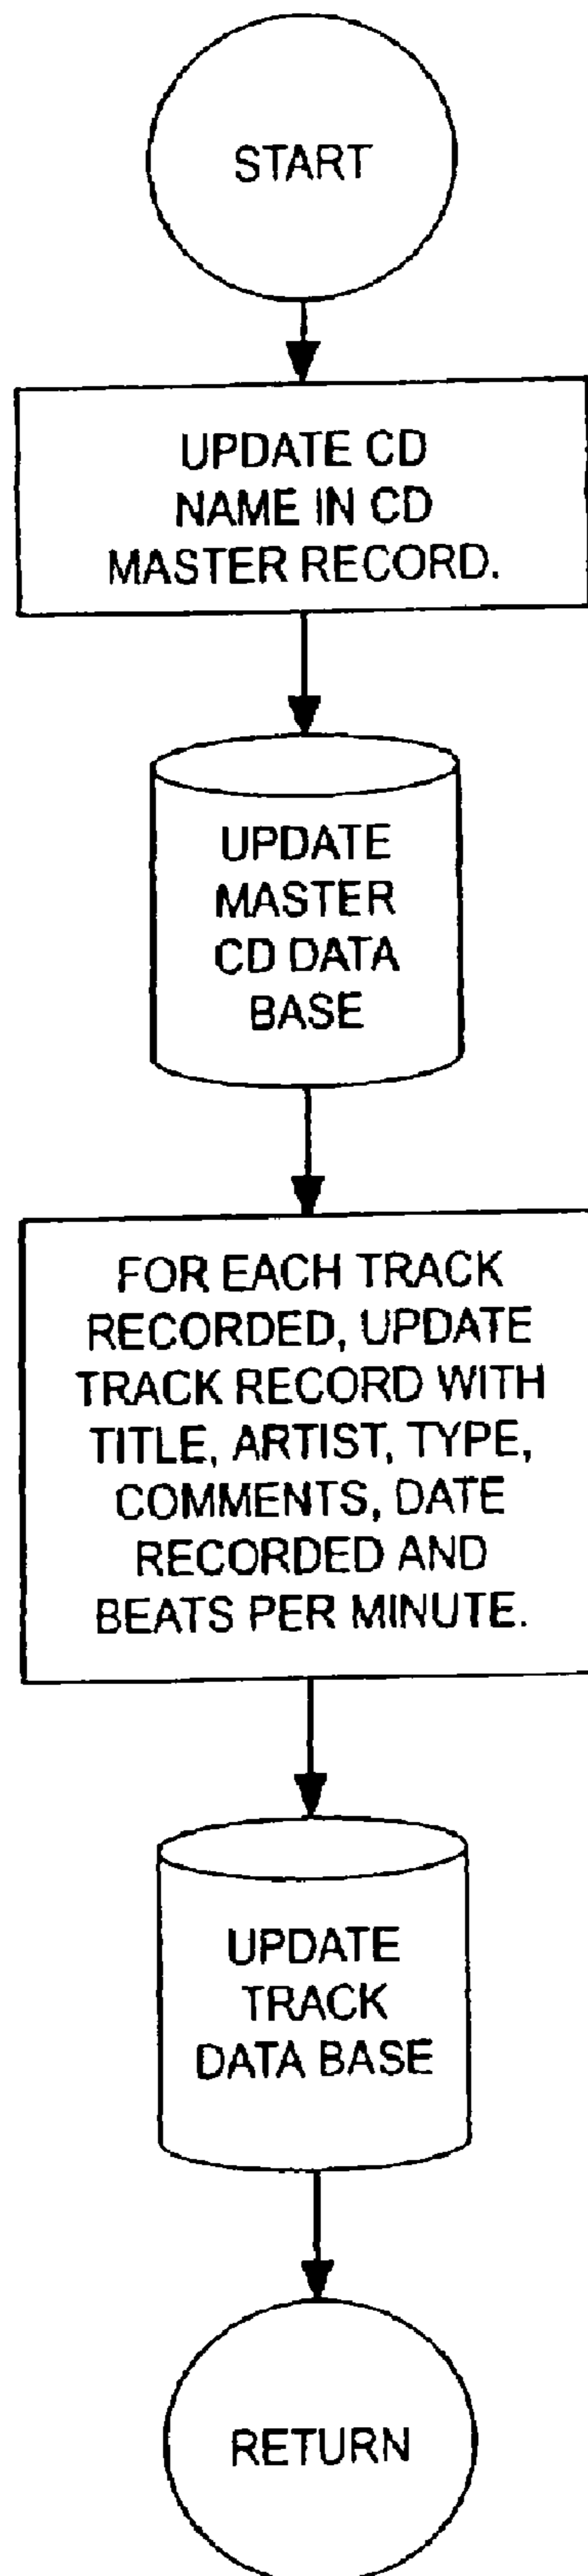 START
UPDATE CD
NAME IN CD
MASTER RECORD.
UPDATE
MASTER
CD DATA
BASE
FOR EACH TRACK
RECORDED, UPDATE
TRACK RECORD WITH
TITLE, ARTIST, TYPE,
COMMENTS, DATE
RECORDED AND
BEATS PER MINUTE.
UPDATE
TRACK
DATA BASE
RETURN